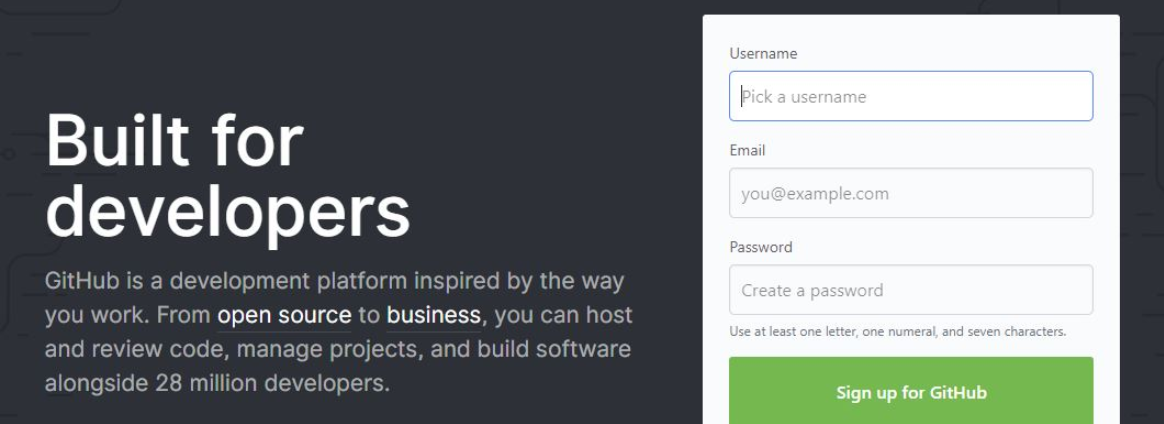 Built for
developers
GitHub is a development platform inspired by the way
you work. From open source to business, you can host
and review code, manage projects, and build software
alongside 28 million developers.
Username
Pick a username
Email
you@example.com
Password
Create a password
Use at least one letter, one numeral, and seven characters.
Sign up for GitHub